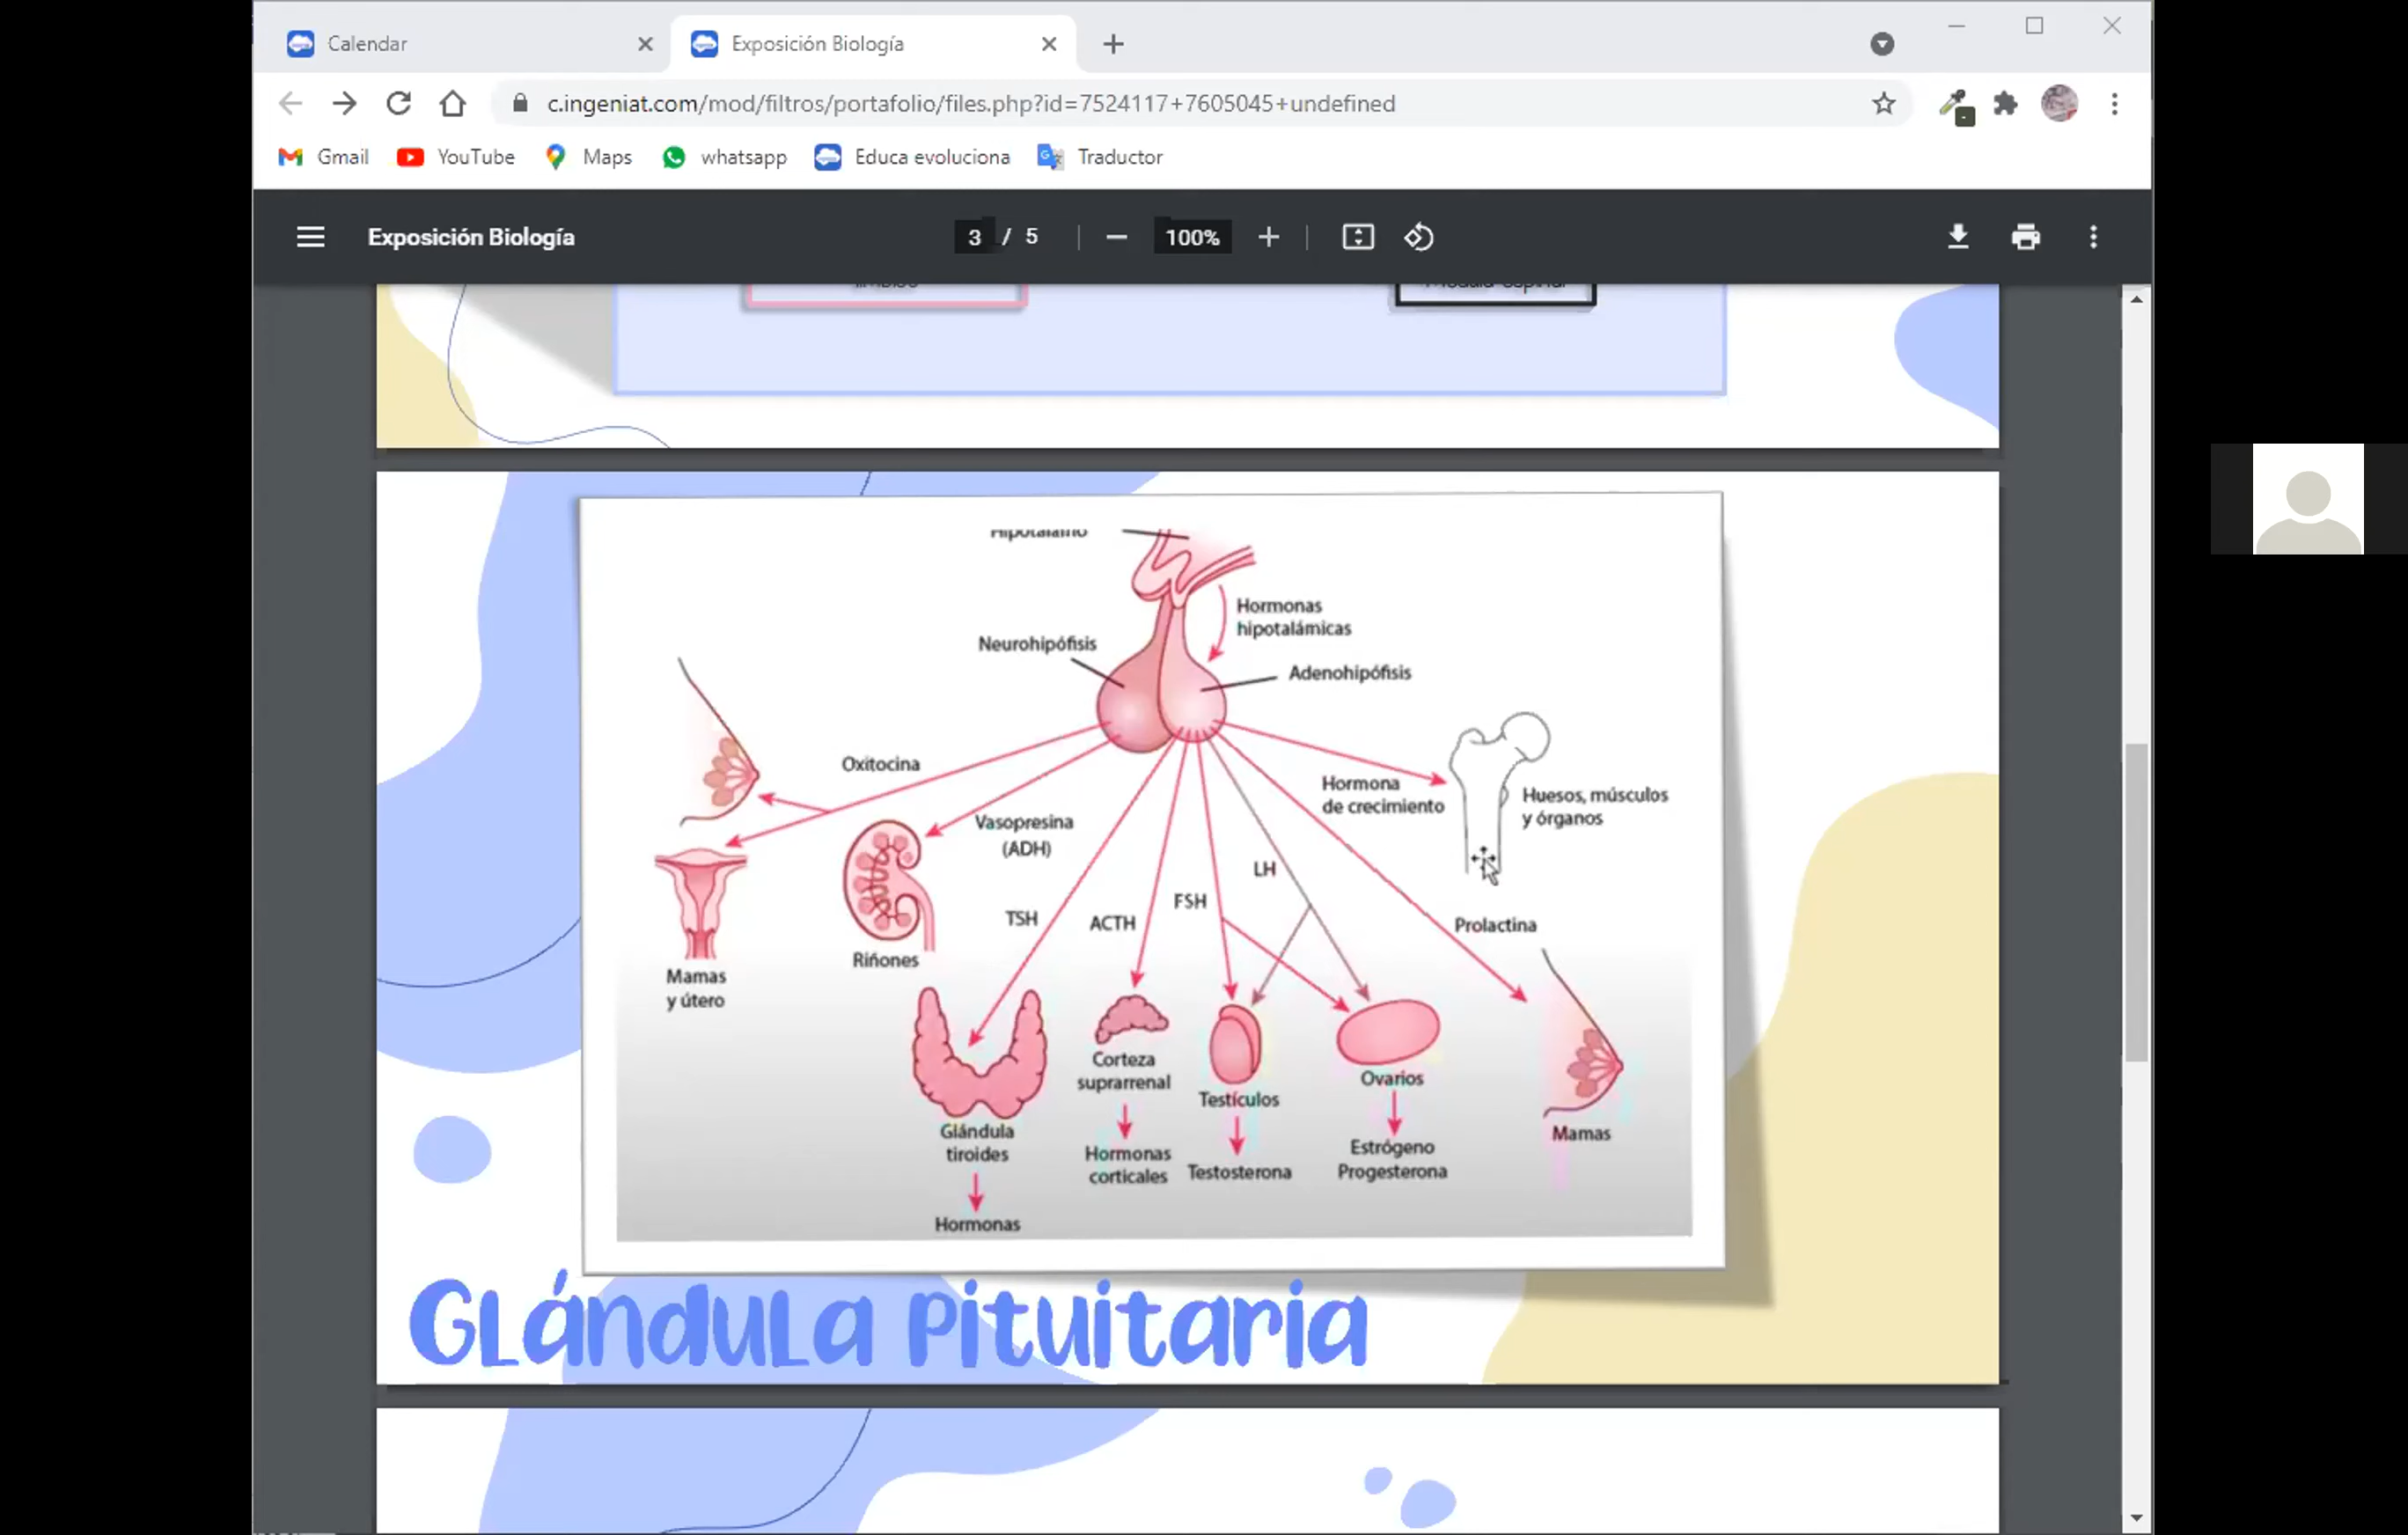 Calendar
Exposición Biología
c.ingeniat.com/mod/filtros/portafolio/files.php?id=7524117+7605045+undefined
Gmail
YouTube
Maps
whatsapp
Educa evoluciona
Traductor
Exposición Biología
3 / 5
100%
Hipotálamo
Hormonas
hipotalámicas
Neurohipófisis
Adenohipófisis
Oxitocina
Vasopresina
(ADH)
Hormona
de crecimiento
Huesos, músculos
y órganos
TSH
ACTH
FSH
LH
Prolactina
Mamas
y útero
Riñones
Glándula
tiroides
Hormonas
Corteza
suprarrenal
Hormonas
corticales
Testículos
Testosterona
Ovarios
Estrógeno
Progesterona
Mamas
Glándula Pituitaria